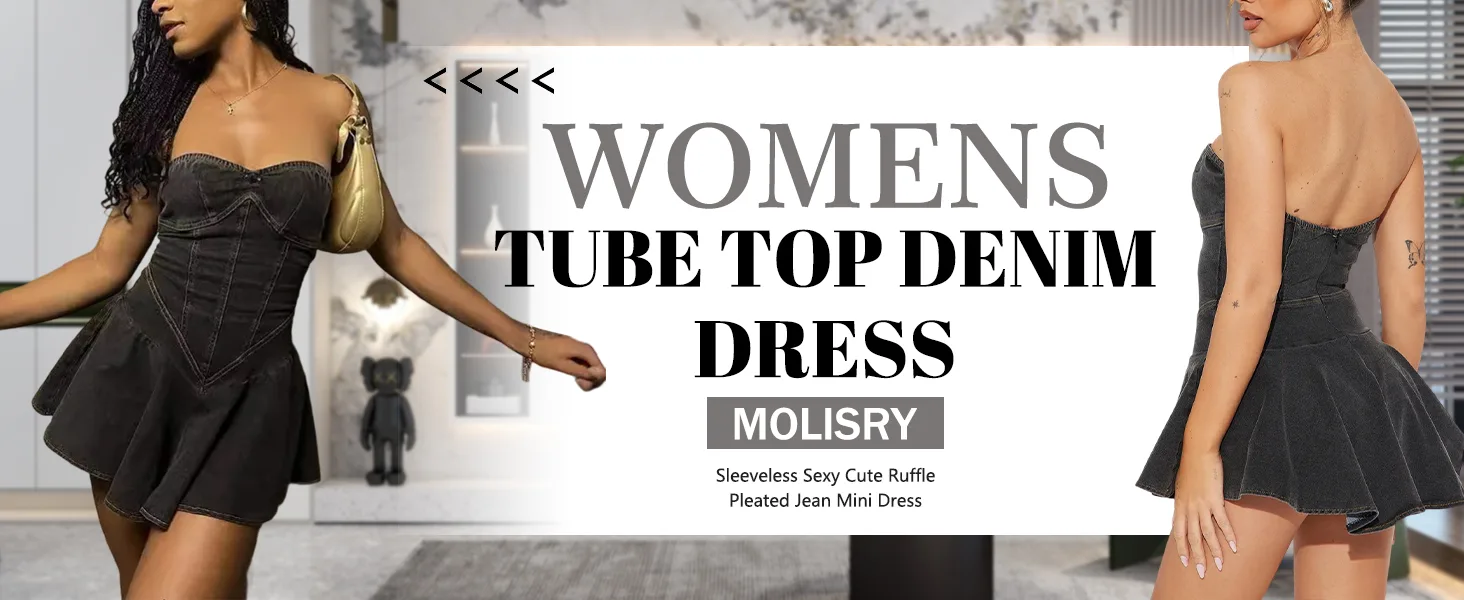 <<<<
WOMENS
TUBE TOP DENIM
DRESS
MOLISRY
Sleeveless Sexy Cute Ruffle
Pleated Jean Mini Dress